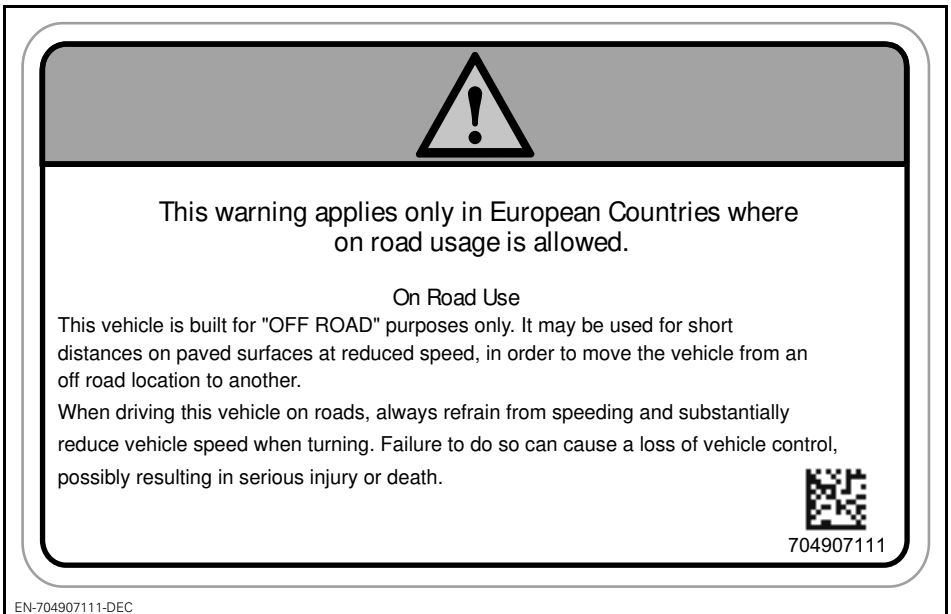 This warning applies only in European Countries where
on road usage is allowed.
On Road Use
This vehicle is built for "OFF ROAD" purposes only. It may be used for short
distances on paved surfaces at reduced speed, in order to move the vehicle from an
off road location to another.
When driving this vehicle on roads, always refrain from speeding and substantially
reduce vehicle speed when turning. Failure to do so can cause a loss of vehicle control,
possibly resulting in serious injury or death.
704907111
EN-704907111-DEC